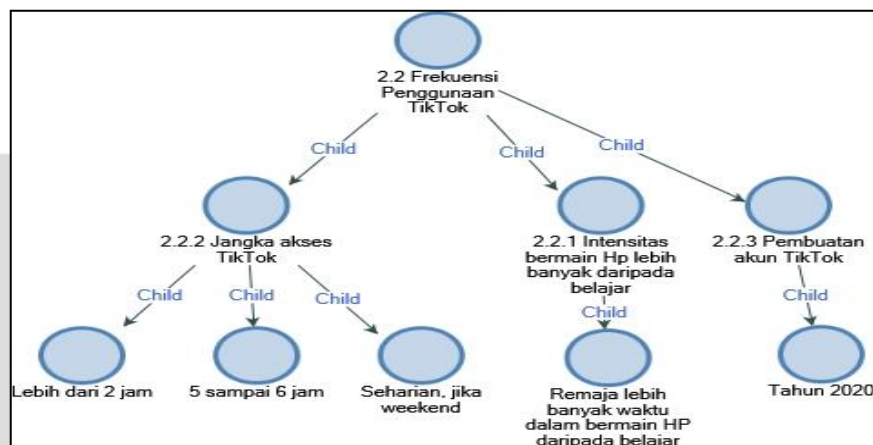 2.2 Frekuensi
Penggunaan
TikTok
Child
Child
Child
2.2.2 Jangka akses
TikTok
2.2.1 Intensitas
bermain Hp lebih
banyak daripada
belajar
2.2.3 Pembuatan
akun TikTok
Child
Child
Child
Child
Child
Lebih dari 2 jam
5 sampai 6 jam
Seharian, jika
weekend
Remaja lebih
banyak waktu
dalam bermain HP
daripada belajar
Tahun 2020